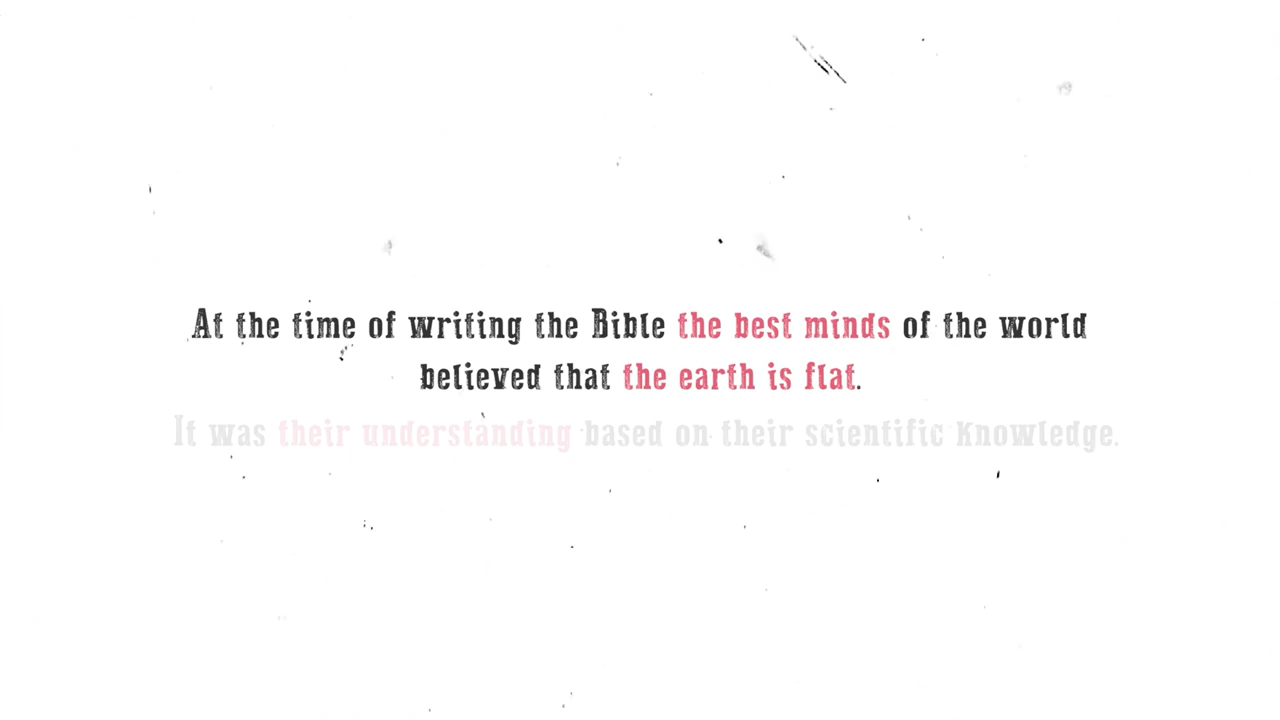 At the time of writing the Bible the best minds of the world
believed that the earth is flat.
It was their understanding based on their scientific Knowledge.